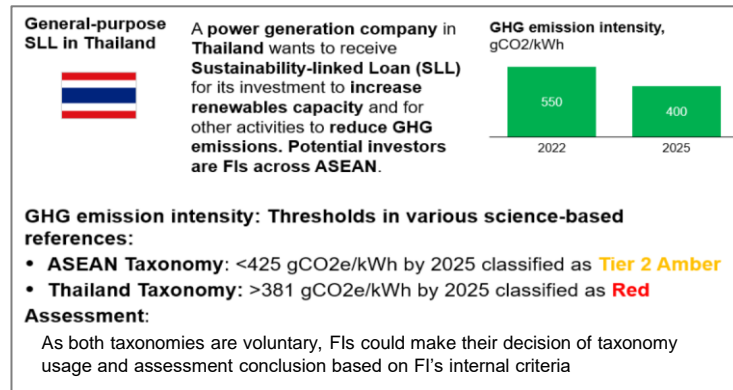 General-purpose
SLL in Thailand
A power generation company in
Thailand wants to receive
Sustainability-linked Loan (SLL)
for its investment to increase
renewables capacity and for
other activities to reduce GHG
emissions. Potential investors
are FIs across ASEAN.
GHG emission intensity,
gCO2/kWh
550
400
2022
2025
GHG emission intensity: Thresholds in various science-based
references:
• ASEAN Taxonomy: <425 gCO2e/kWh by 2025 classified as Tier 2 Amber
• Thailand Taxonomy: >381 gCO2e/kWh by 2025 classified as Red
Assessment:
As both taxonomies are voluntary, FIs could make their decision of taxonomy
usage and assessment conclusion based on FI's internal criteria